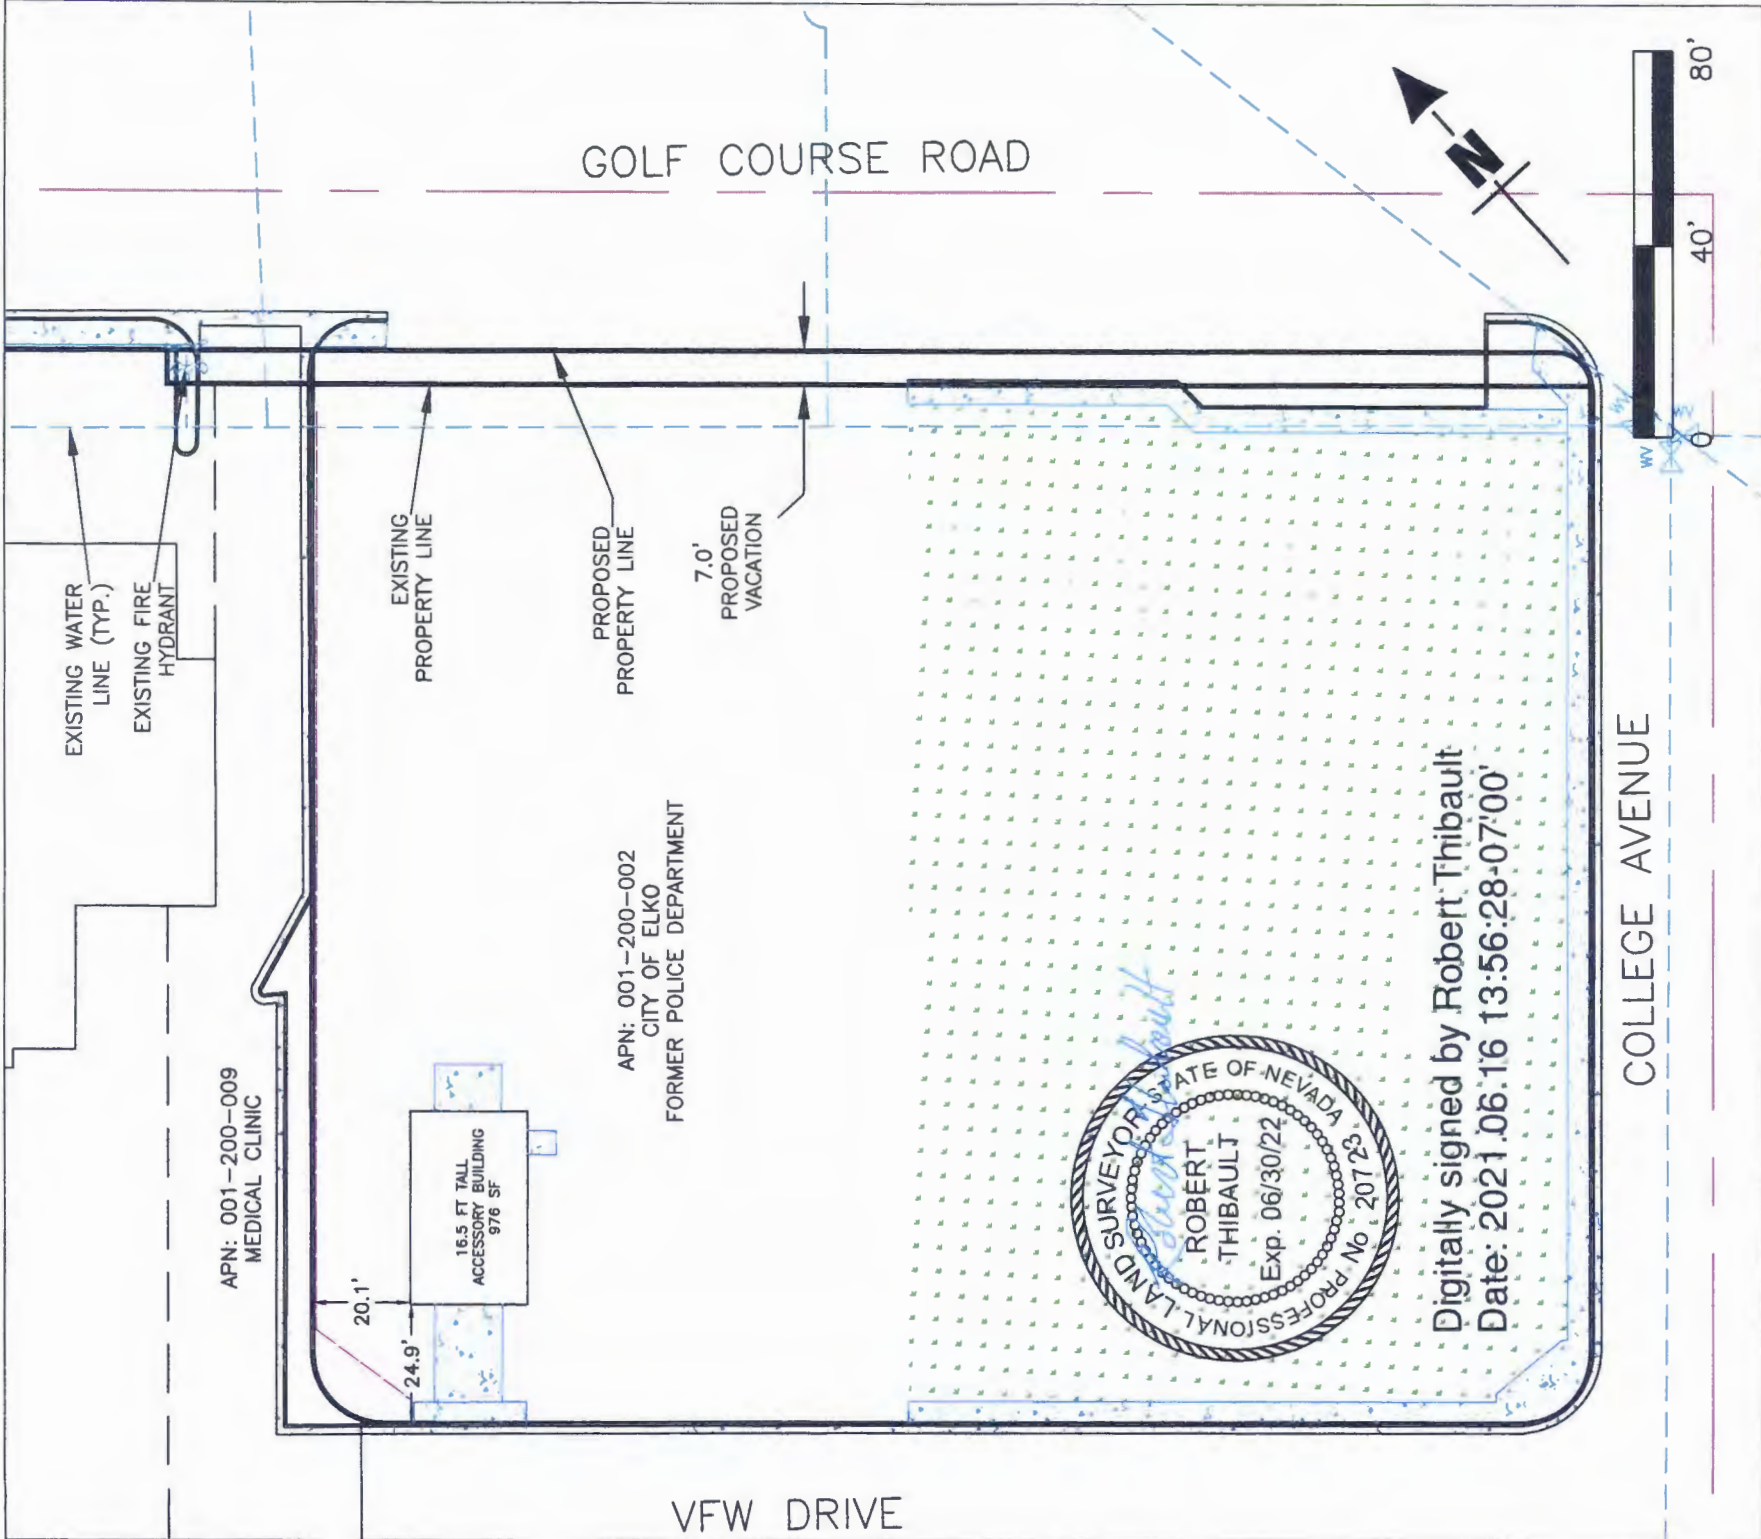 GOLF COURSE ROAD
N
80'
40'
0
EXISTING WATER
LINE (TYP.)
EXISTING FIRE
HYDRANT
EXISTING
PROPERTY LINE
PROPOSED
PROPERTY LINE
7.0'
PROPOSED
VACATION
WV
APN: 001-200-009
MEDICAL CLINIC
APN: 001-200-002
CITY OF ELKO
FORMER POLICE DEPARTMENT
16.5 FT TALL
ACCESSORY BUILDING
976 SF
20.1'
24.9'
PROFESSIONAL LAND SURVEYOR-STATE OF NEVADA
ROBERT
THIBAULT
Exp. 06/30/22
No 20723
Digitally signed by Robert Thibault
Date: 2021.06.16 13:56:28-07'00'
COLLEGE AVENUE
VFW DRIVE